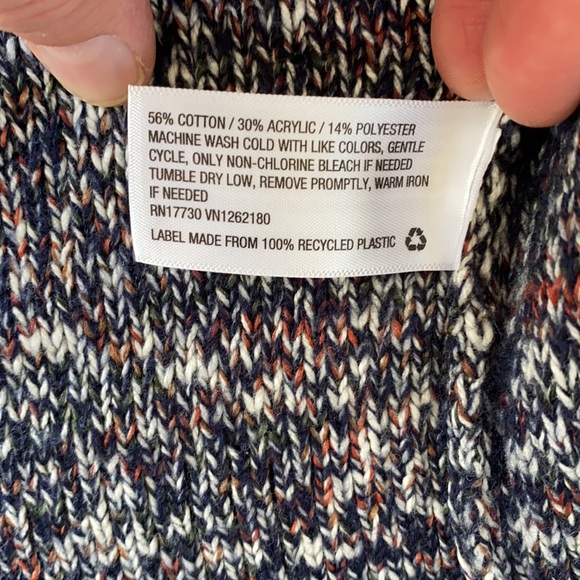 56% COTTON / 30% ACRYLIC / 14% POLYESTER
MACHINE WASH COLD WITH LIKE COLORS, GENTLE
CYCLE, ONLY NON-CHLORINE BLEACH IF NEEDED
TUMBLE DRY LOW, REMOVE PROMPTLY, WARM IRON
IF NEEDED
RN17730 VN1262180
LABEL MADE FROM 100% RECYCLED PLASTIC